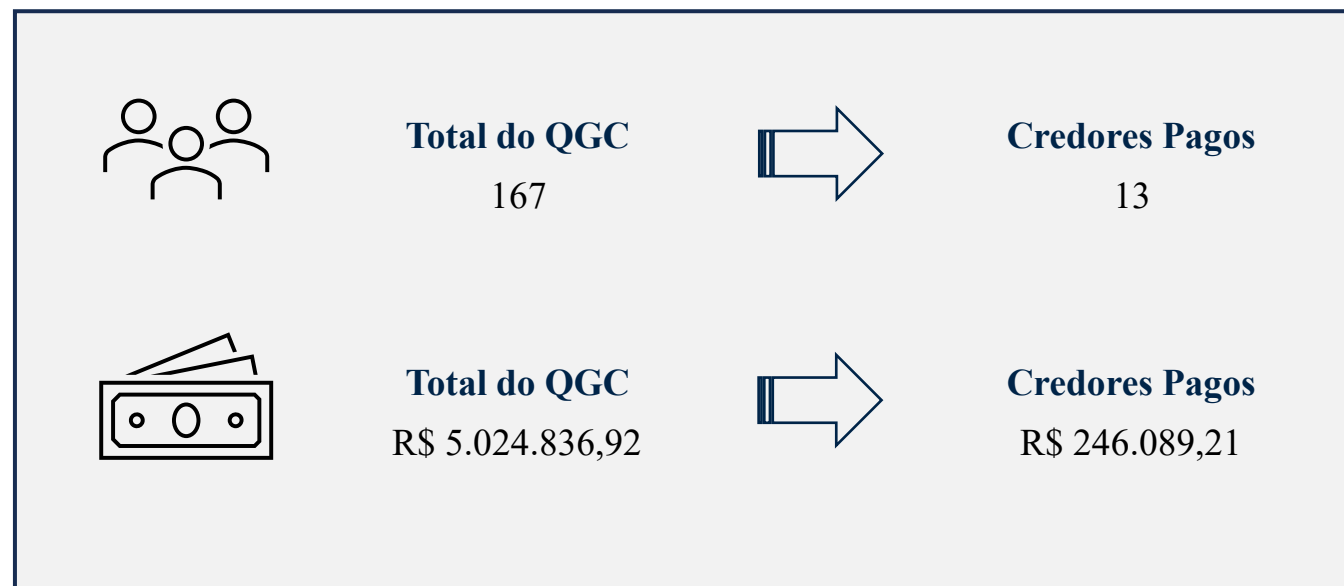 Total do QGC
Credores Pagos
167
13
Total do QGC
Credores Pagos
R$ 5.024.836,92
R$ 246.089,21